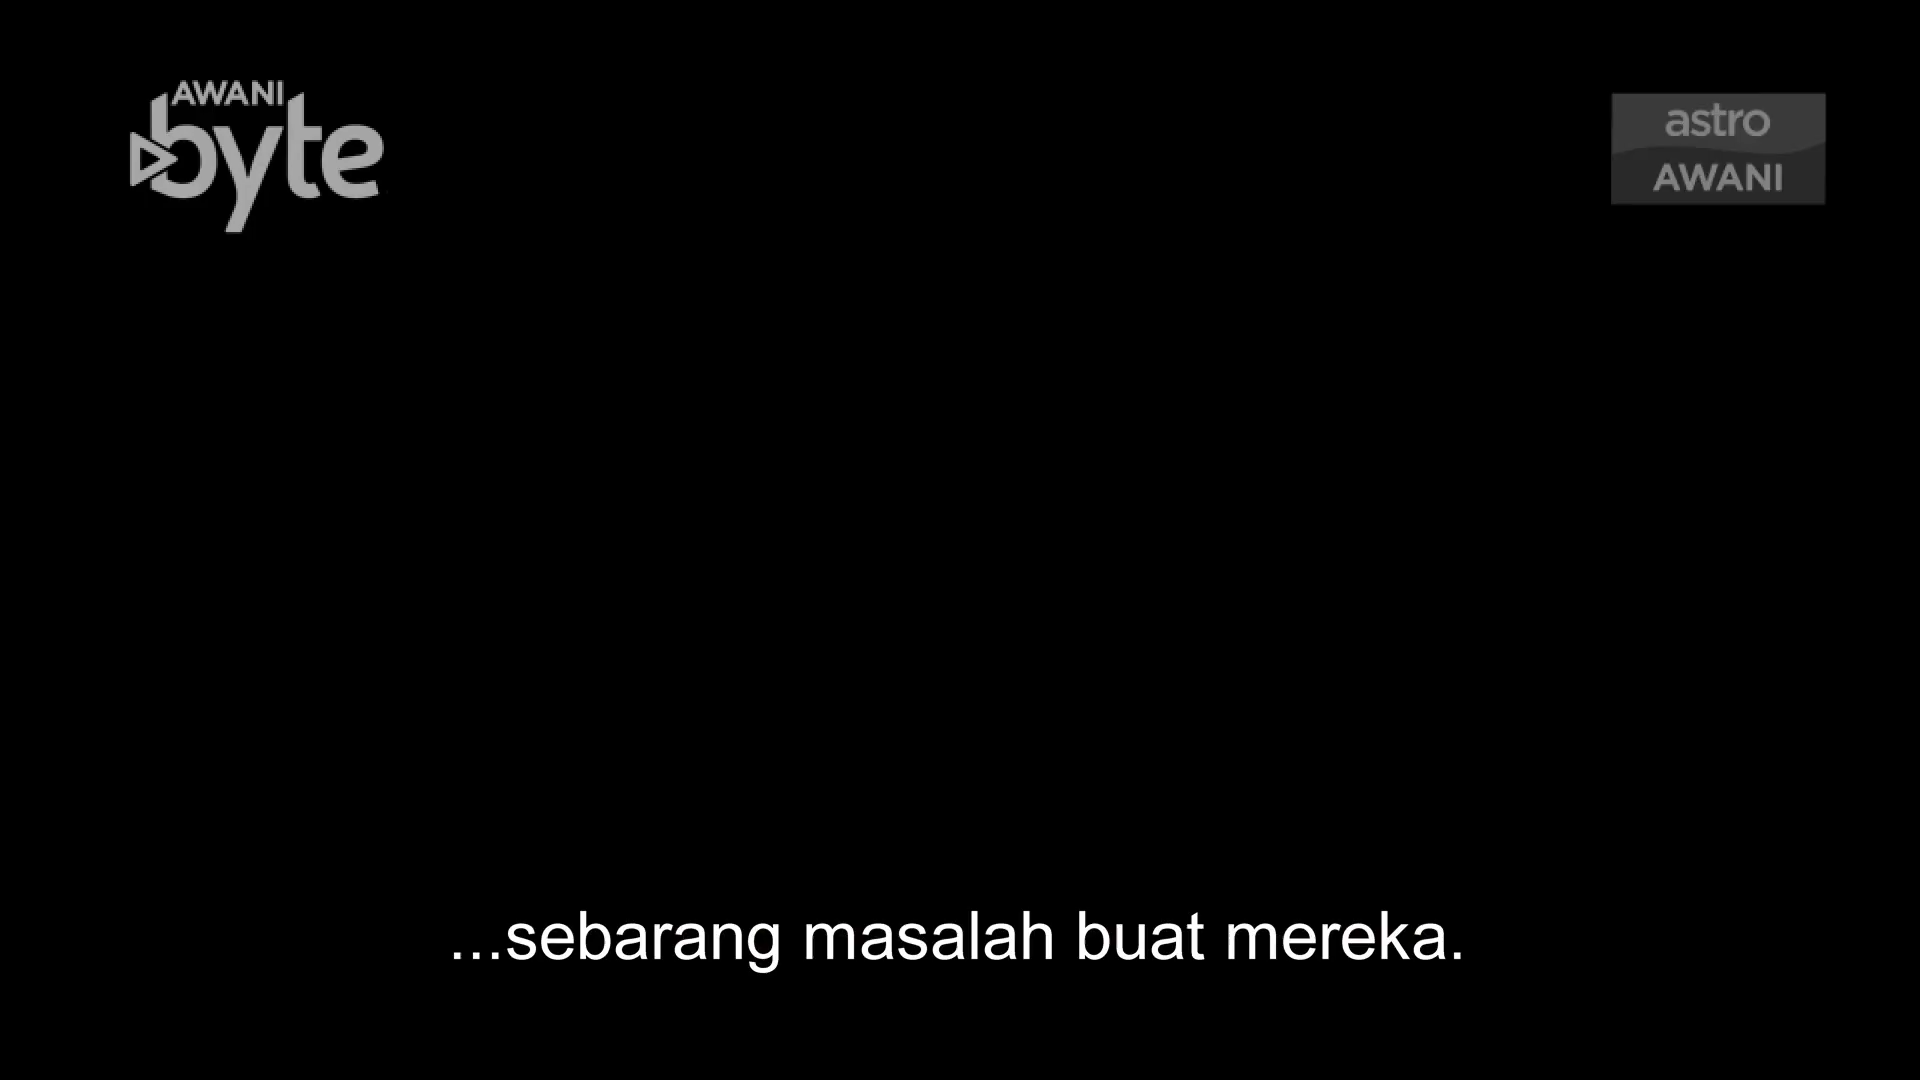 AWANI
byte
astro
AWANI
...sebarang masalah buat mereka.